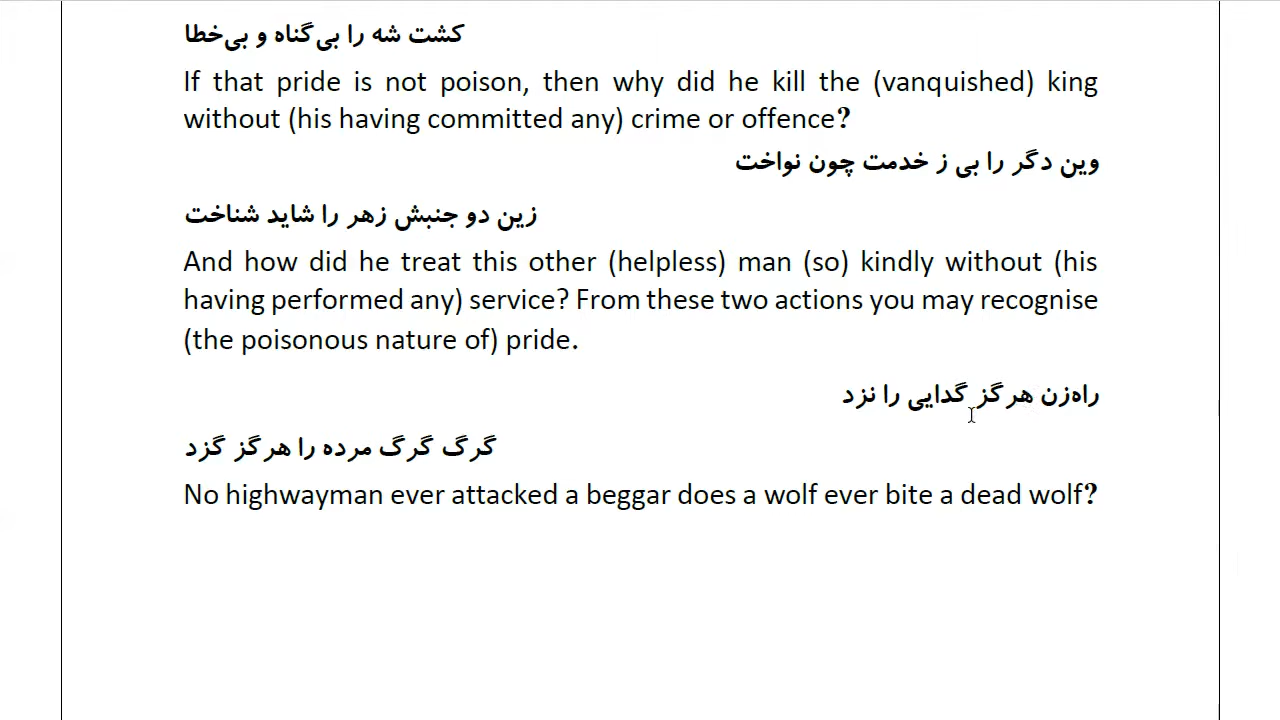 کشت شه را بی‌گناه و بی‌خطا
If that pride is not poison, then why did he kill the (vanquished) king
without (his having committed any) crime or offence?
وین دگر را بی ز خدمت چون نواخت
زین دو جنبش زهر را شاید شناخت
And how did he treat this other (helpless) man (so) kindly without (his
having performed any) service? From these two actions you may recognise
(the poisonous nature of) pride.
راه‌زن هرگز گدایی را نزد
گرگ گرگ مرده را هرگز گزد
No highwayman ever attacked a beggar does a wolf ever bite a dead wolf?